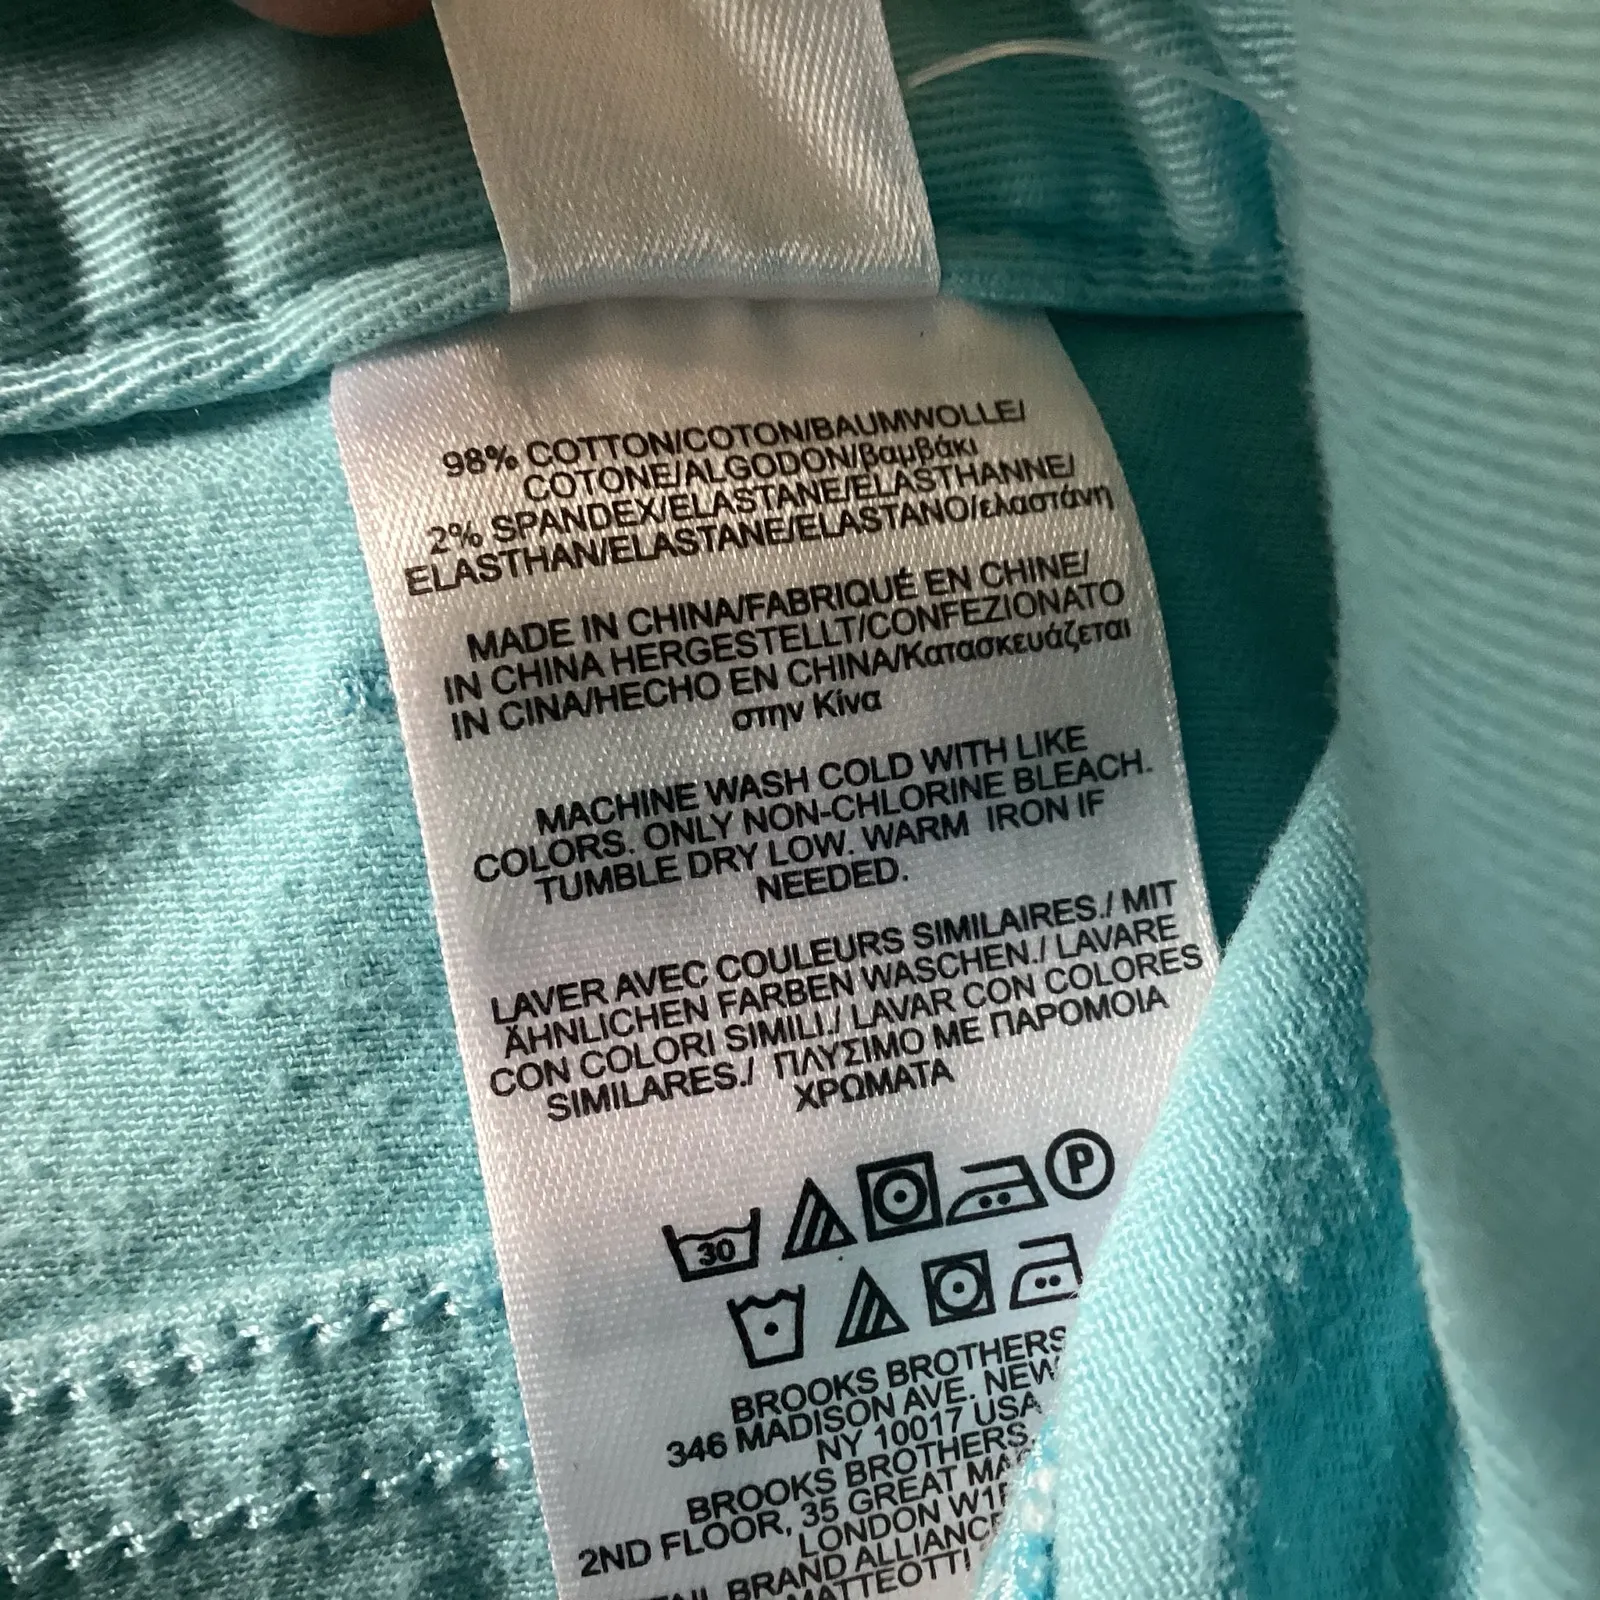 98% COTTON/COTON/BAUMWOLLE/
COTONE/ALGODON/βαμβάκι
2% SPANDEX/ELASTANE/ELASTHANNE/
ELASTHAN/ELASTANE/ELASTANO/ελαστάνη
MADE IN CHINA/FABRIQUÉ EN CHINE/
IN CHINA HERGESTELLT/CONFEZIONATO
IN CINA/HECHO EN CHINA/Κατασκευάζεται
στην Κίνα
MACHINE WASH COLD WITH LIKE
COLORS. ONLY NON-CHLORINE BLEACH.
TUMBLE DRY LOW. WARM IRON IF
NEEDED.
LAVER AVEC COULEURS SIMILAIRES./ MIT
ÄHNLICHEN FARBEN WASCHEN./ LAVARE
CON COLORI SIMILI./ LAVAR CON COLORES
SIMILARES./ ΠΛΥΣΙΜΟ ΜΕ ΠΑΡΟΜΟΙΑ
ΧΡΩΜΑΤΑ
30 P
BROOKS BROTHERS
346 MADISON AVE. NEW
NY 10017 USA
BROOKS BROTHERS.
2ND FLOOR, 35 GREAT
LONDON
BRAND
MATTEOTTI